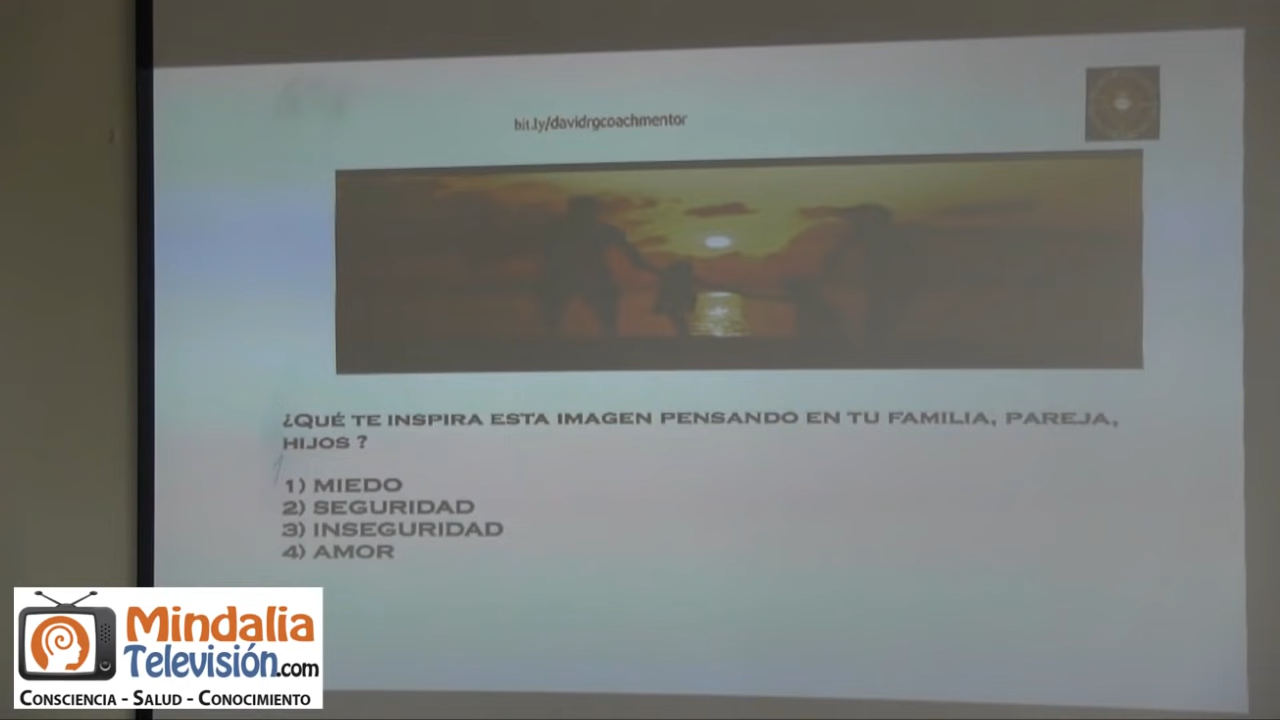 bit.ly/davidrgcoachmentor
¿QUÉ TE INSPIRA ESTA IMAGEN PENSANDO EN TU FAMILIA, PAREJA,
HIJOS ?
1) MIEDO
2) SEGURIDAD
3) INSEGURIDAD
4) AMOR
Mindalia
Televisión.com
CONSCIENCIA - SALUD - CONOCIMIENTO